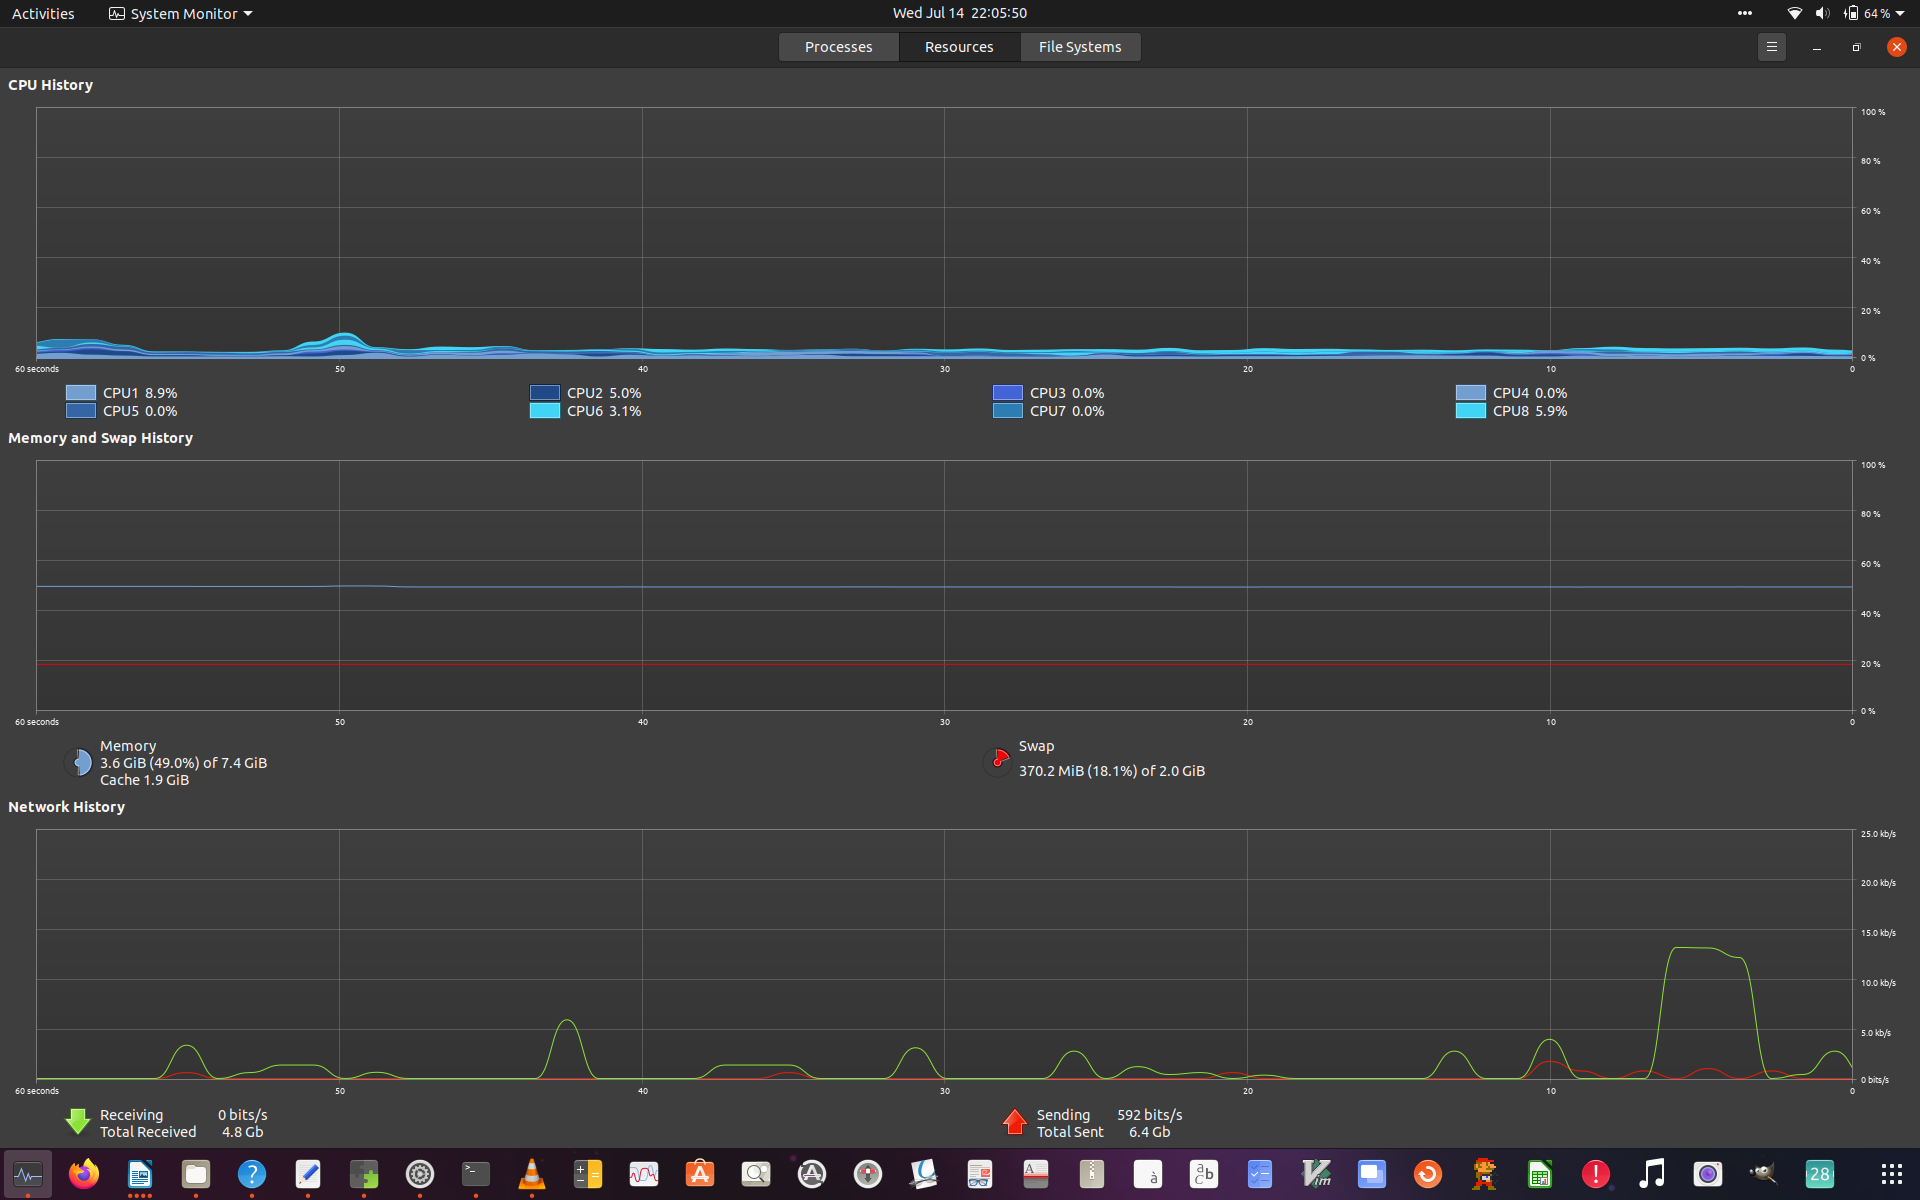 Activities System Monitor Wed Jul 14 22:05:50 64 %
Processes Resources File Systems
CPU History
100 %
80 %
60 %
40 %
20 %
0 %
60 seconds 50 40 30 20 10 0
CPU1 8.9% CPU2 5.0% CPU3 0.0% CPU4 0.0%
CPU5 0.0% CPU6 3.1% CPU7 0.0% CPU8 5.9%
Memory and Swap History
100 %
80 %
60 %
40 %
20 %
0 %
60 seconds 50 40 30 20 10 0
Memory Swap
3.6 GiB (49.0%) of 7.4 GiB 370.2 MiB (18.1%) of 2.0 GiB
Cache 1.9 GiB
Network History
25.0 kb/s
20.0 kb/s
15.0 kb/s
10.0 kb/s
5.0 kb/s
0 bits/s
60 seconds 50 40 30 20 10 0
Receiving 0 bits/s Sending 592 bits/s
Total Received 4.8 Gb Total Sent 6.4 Gb
? >_ A A à a b c Vim ! 28